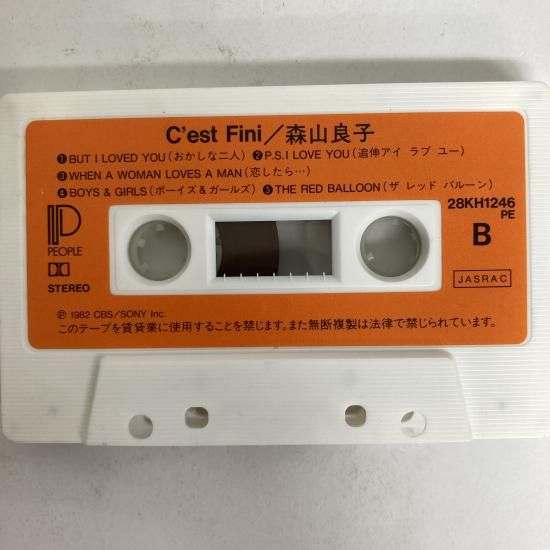 C'est Fini/森山良子
❶BUT I LOVED YOU(おかしな二人) ❷P.S.I LOVE YOU(追伸アイ ラブ ユー)
❸WHEN A WOMAN LOVES A MAN(恋したら…)
❹BOYS & GIRLS(ボーイズ&ガールズ) ❺THE RED BALLOON(ザ レッド バルーン)
28KH1246
PE
B
PEOPLE
STEREO
JASRAC
Ⓟ 1982 CBS/SONY Inc.
このテープを賃貸業に使用することを禁じます。また無断複製は法律で禁じられています。